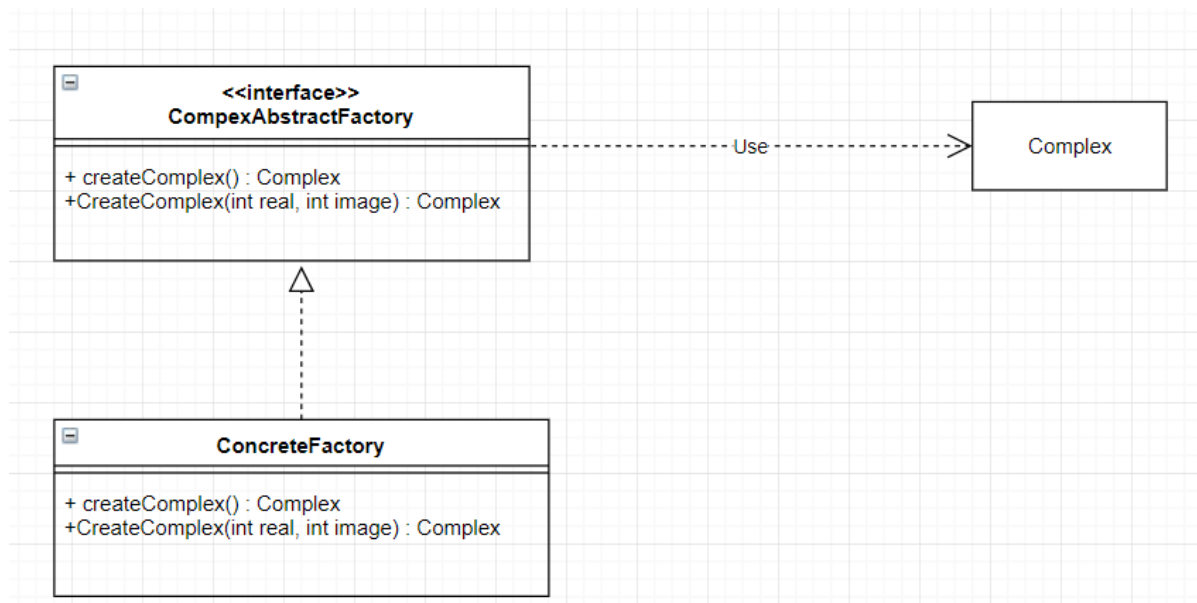 <<interface>>
CompexAbstractFactory
+ createComplex() : Complex
+CreateComplex(int real, int image) : Complex
Use
Complex
ConcreteFactory
+ createComplex() : Complex
+CreateComplex(int real, int image) : Complex